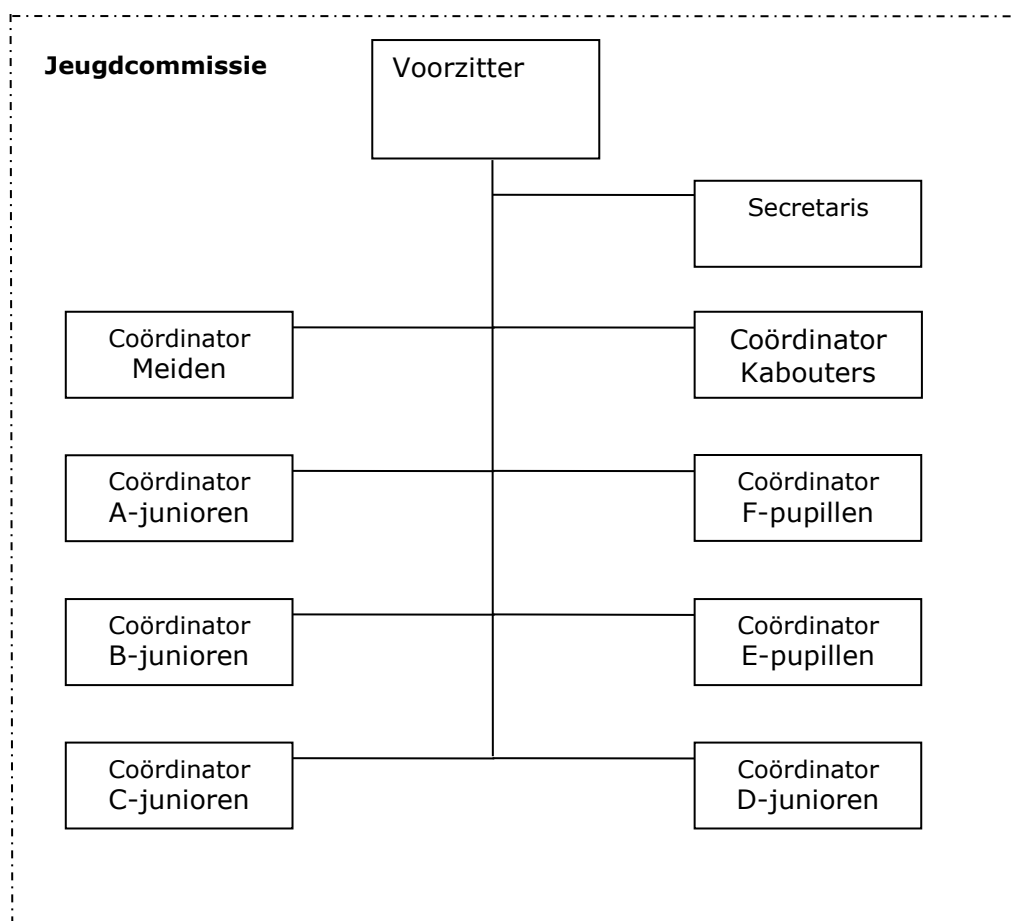 Jeugdcommissie
Voorzitter
Secretaris
Coördinator
Meiden
Coördinator
Kabouters
Coördinator
A-junioren
Coördinator
F-pupillen
Coördinator
B-junioren
Coördinator
E-pupillen
Coördinator
C-junioren
Coördinator
D-junioren